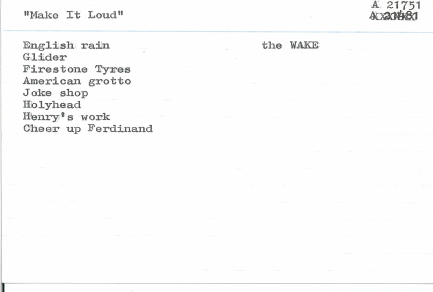 "Make It Loud"
A 21751
English rain the WAKE
Glider
Firestone Tyres
American grotto
Joke shop
Holyhead
Henry's work
Cheer up Ferdinand